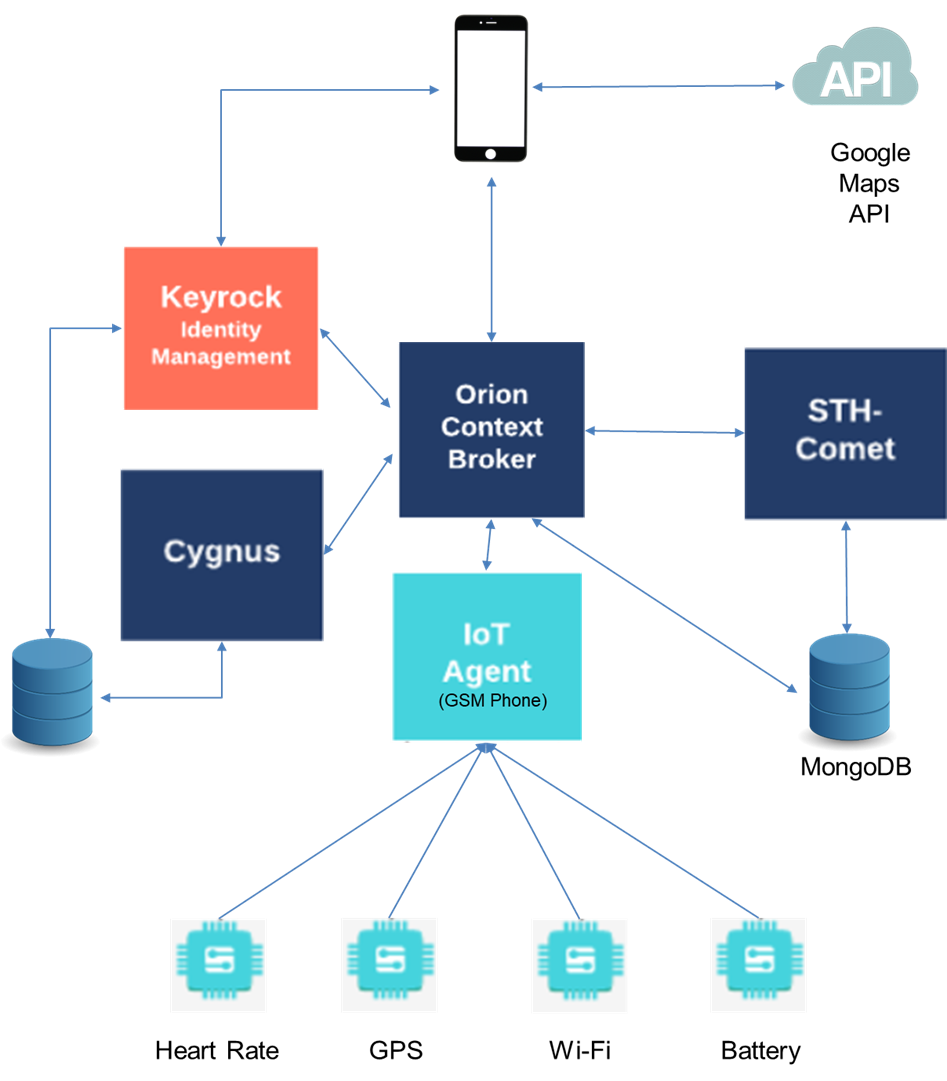 API
Google
Maps
API
Keyrock
Identity
Management
Orion
Context
Broker
STH-
Comet
Cygnus
IoT
Agent
(GSM Phone)
MongoDB
Heart Rate
GPS
Wi-Fi
Battery